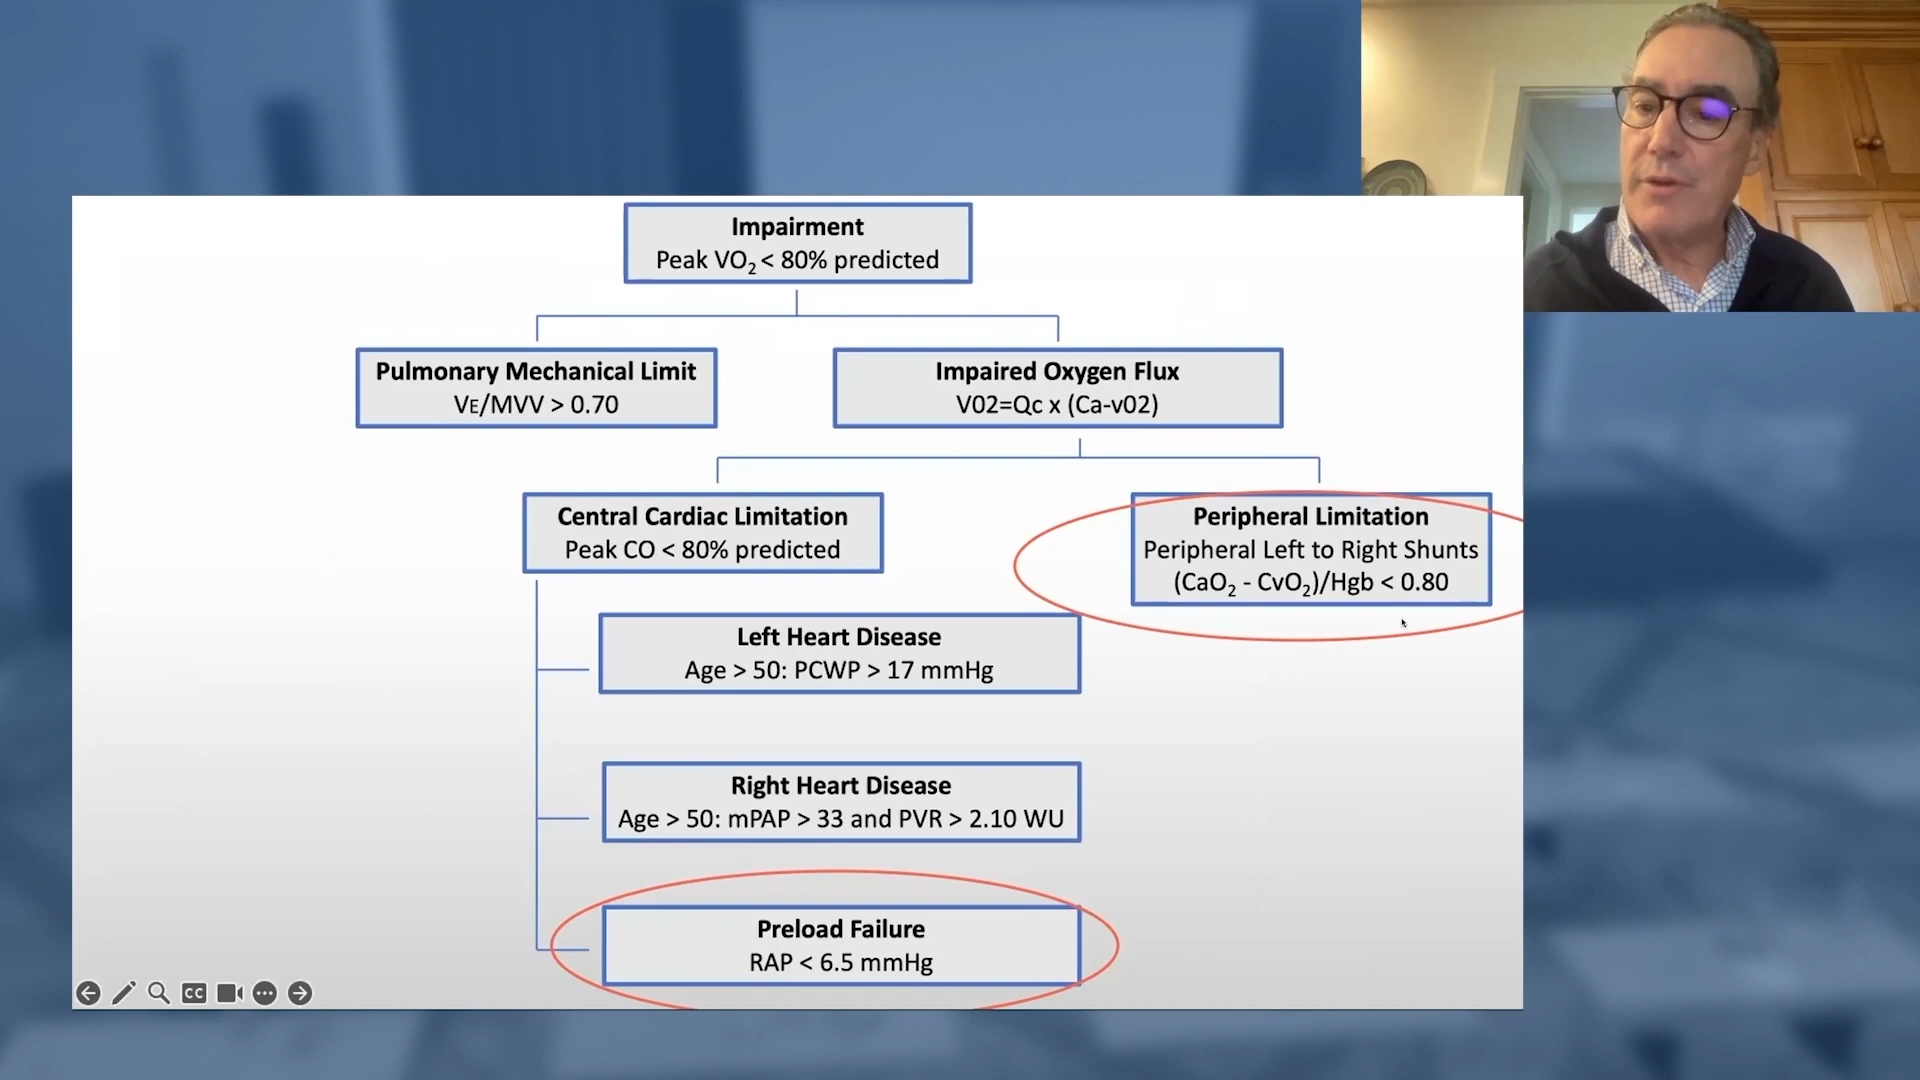 Impairment
Peak VO₂ < 80% predicted
Pulmonary Mechanical Limit
VE/MVV > 0.70
Impaired Oxygen Flux
V02=Qc x (Ca-v02)
Central Cardiac Limitation
Peak CO < 80% predicted
Peripheral Limitation
Peripheral Left to Right Shunts
(CaO₂ - CvO₂)/Hgb < 0.80
Left Heart Disease
Age > 50: PCWP > 17 mmHg
Right Heart Disease
Age > 50: mPAP > 33 and PVR > 2.10 WU
Preload Failure
RAP < 6.5 mmHg
CC